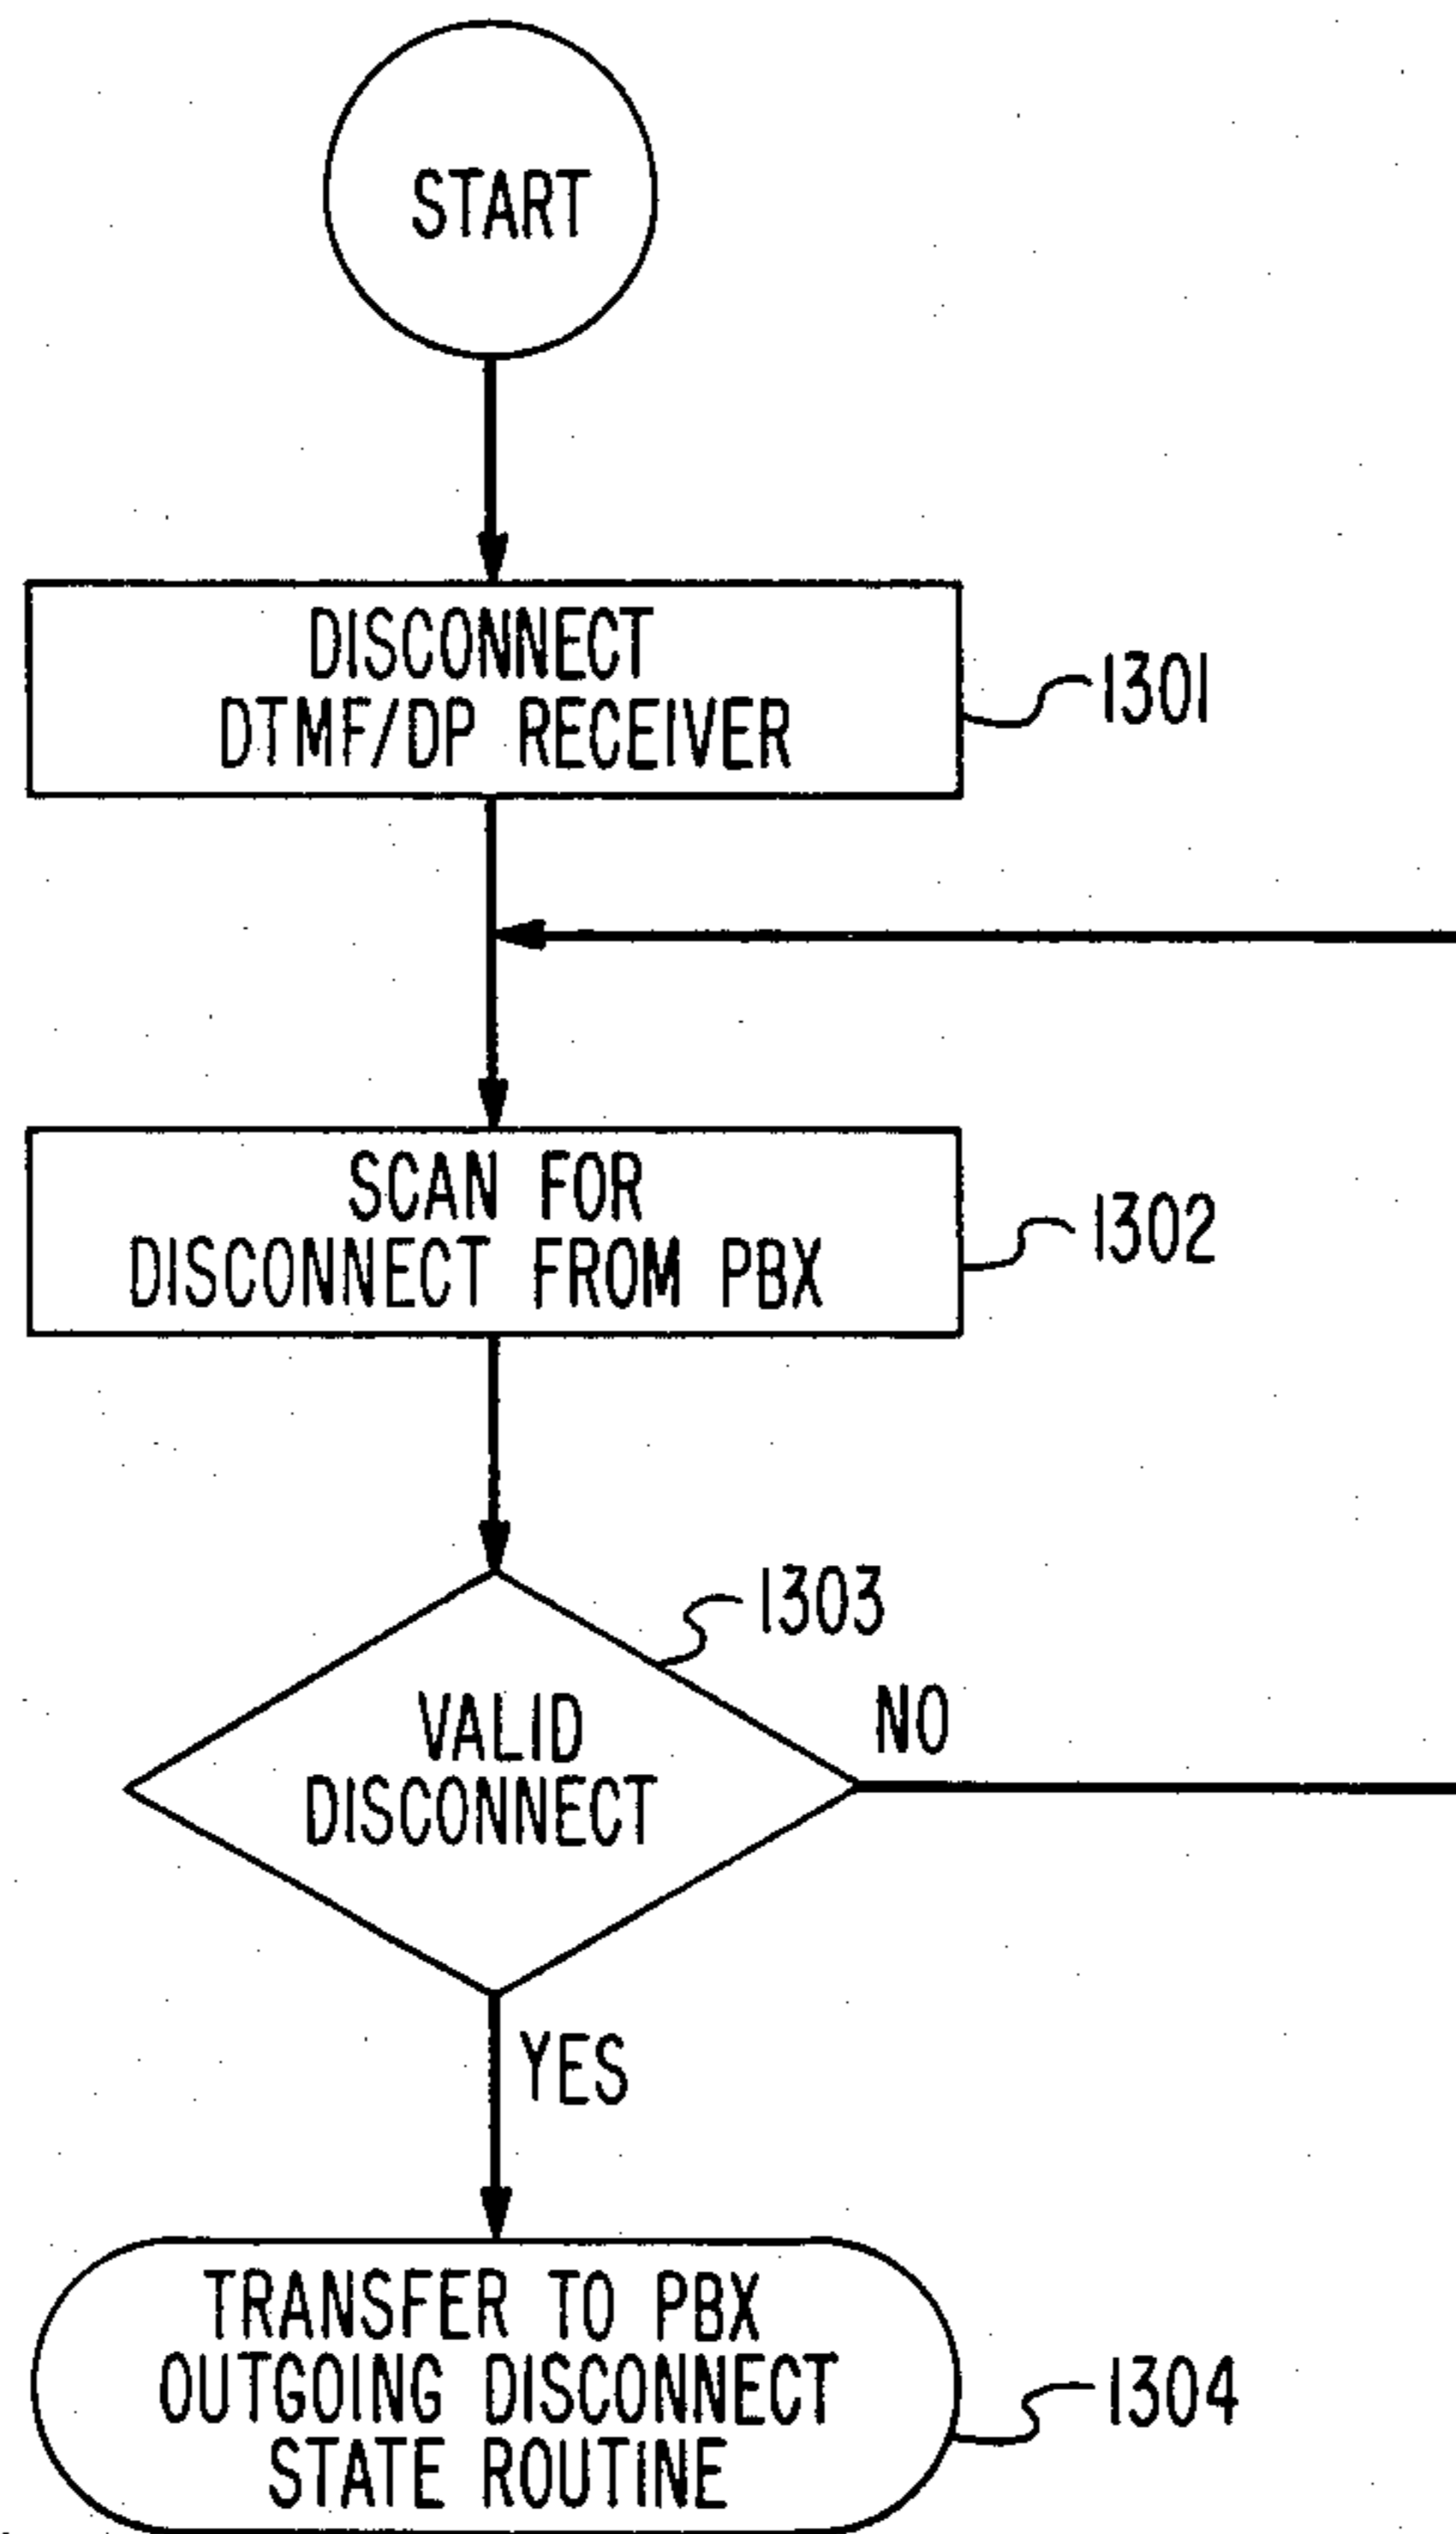 START
DISCONNECT
DTMF/DP RECEIVER
1301
SCAN FOR
DISCONNECT FROM PBX
1302
1303
VALID
DISCONNECT
NO
YES
TRANSFER TO PBX
OUTGOING DISCONNECT
STATE ROUTINE
1304